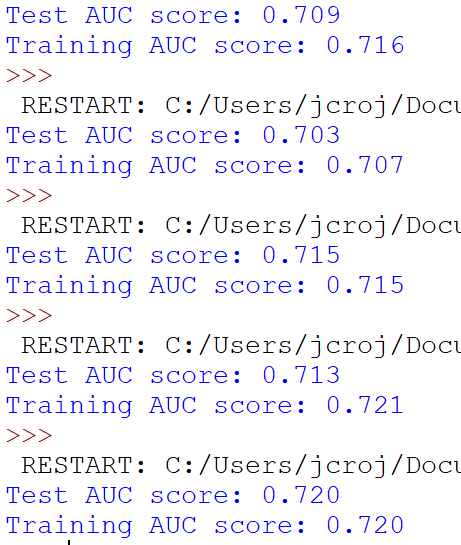 Test AUC score: 0.709
Training AUC score: 0.716
>>>
RESTART: C:/Users/jcroj/Docu
Test AUC score: 0.703
Training AUC score: 0.707
>>>
RESTART: C:/Users/jcroj/Docu
Test AUC score: 0.715
Training AUC score: 0.715
>>>
RESTART: C:/Users/jcroj/Docu
Test AUC score: 0.713
Training AUC score: 0.721
>>>
RESTART: C:/Users/jcroj/Docu
Test AUC score: 0.720
Training AUC score: 0.720